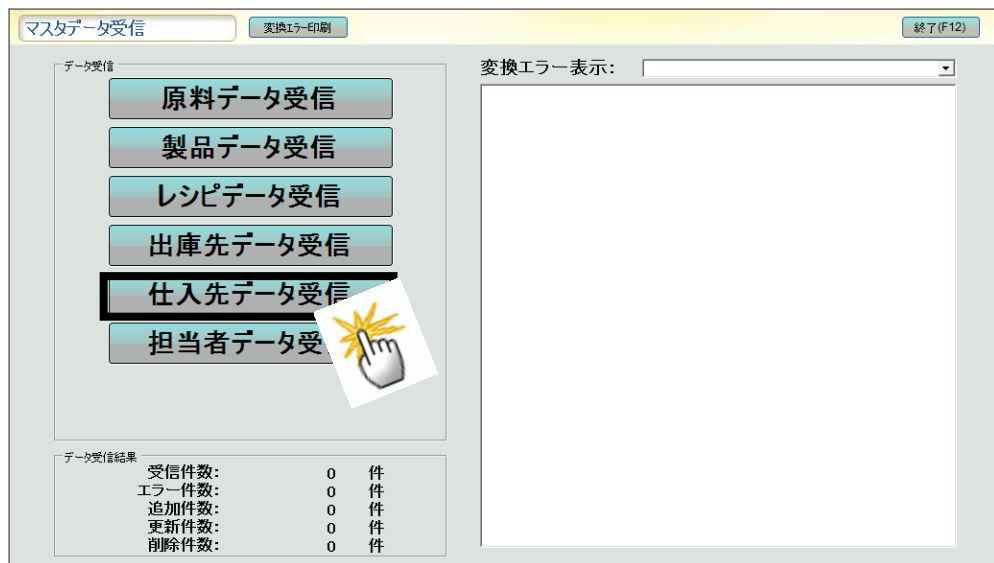 マスタデータ受信
変換エラー印刷
終了(F12)
データ受信
原料データ受信
製品データ受信
レシピデータ受信
出庫先データ受信
仕入先データ受信
担当者データ受
変換エラー表示:
データ受信結果
受信件数: 0 件
エラー件数: 0 件
追加件数: 0 件
更新件数: 0 件
削除件数: 0 件